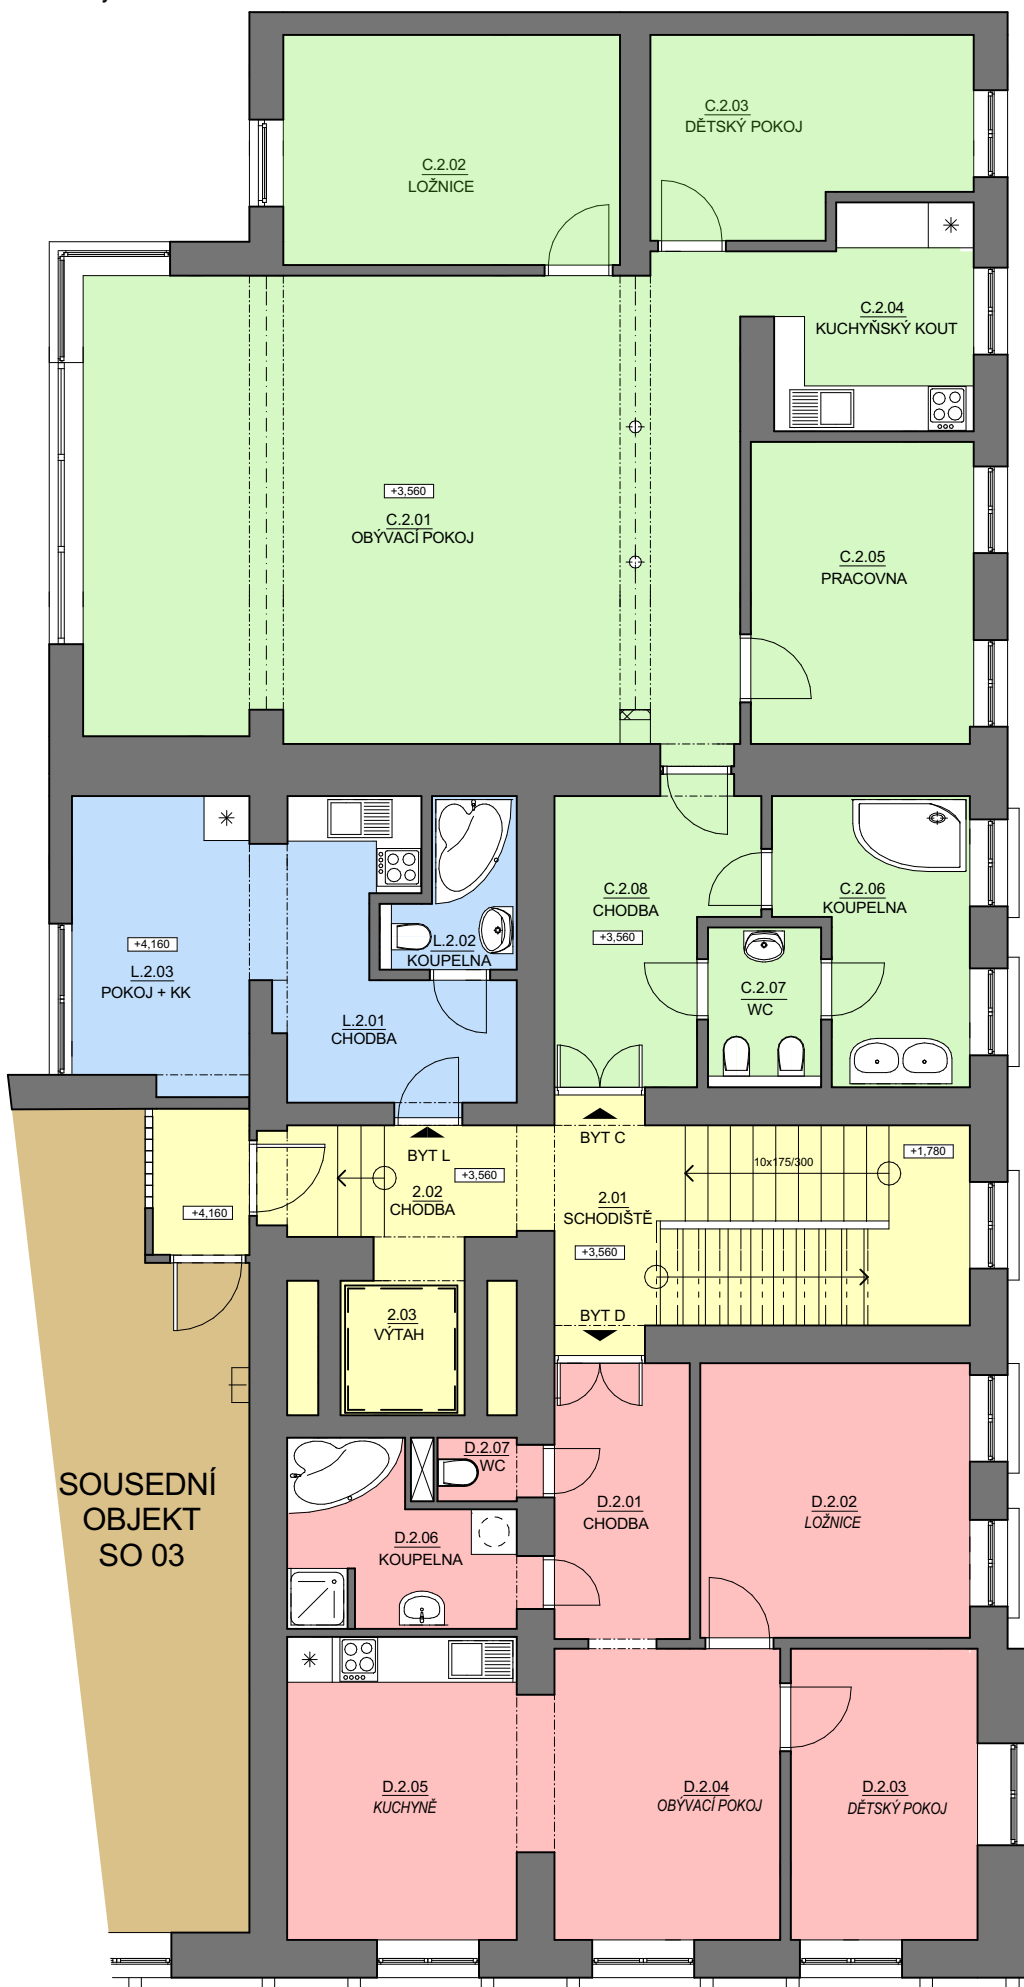 C.2.03
DĚTSKÝ POKOJ
C.2.02
LOŽNICE
C.2.04
KUCHYŇSKÝ KOUT
+3,560
C.2.01
OBÝVACÍ POKOJ
C.2.05
PRACOVNA
C.2.08
CHODBA
+3,560
C.2.06
KOUPELNA
+4,160
L.2.03
POKOJ + KK
L.2.02
KOUPELNA
C.2.07
WC
L.2.01
CHODBA
BYT L
+3,560
2.02
CHODBA
BYT C
10x175/300
+1,780
2.01
SCHODIŠTĚ
+4,160
+3,560
2.03
VÝTAH
BYT D
SOUSEDNÍ
OBJEKT
SO 03
D.2.07
WC
D.2.01
CHODBA
D.2.02
LOŽNICE
D.2.06
KOUPELNA
D.2.05
KUCHYNĚ
D.2.04
OBÝVACÍ POKOJ
D.2.03
DĚTSKÝ POKOJ